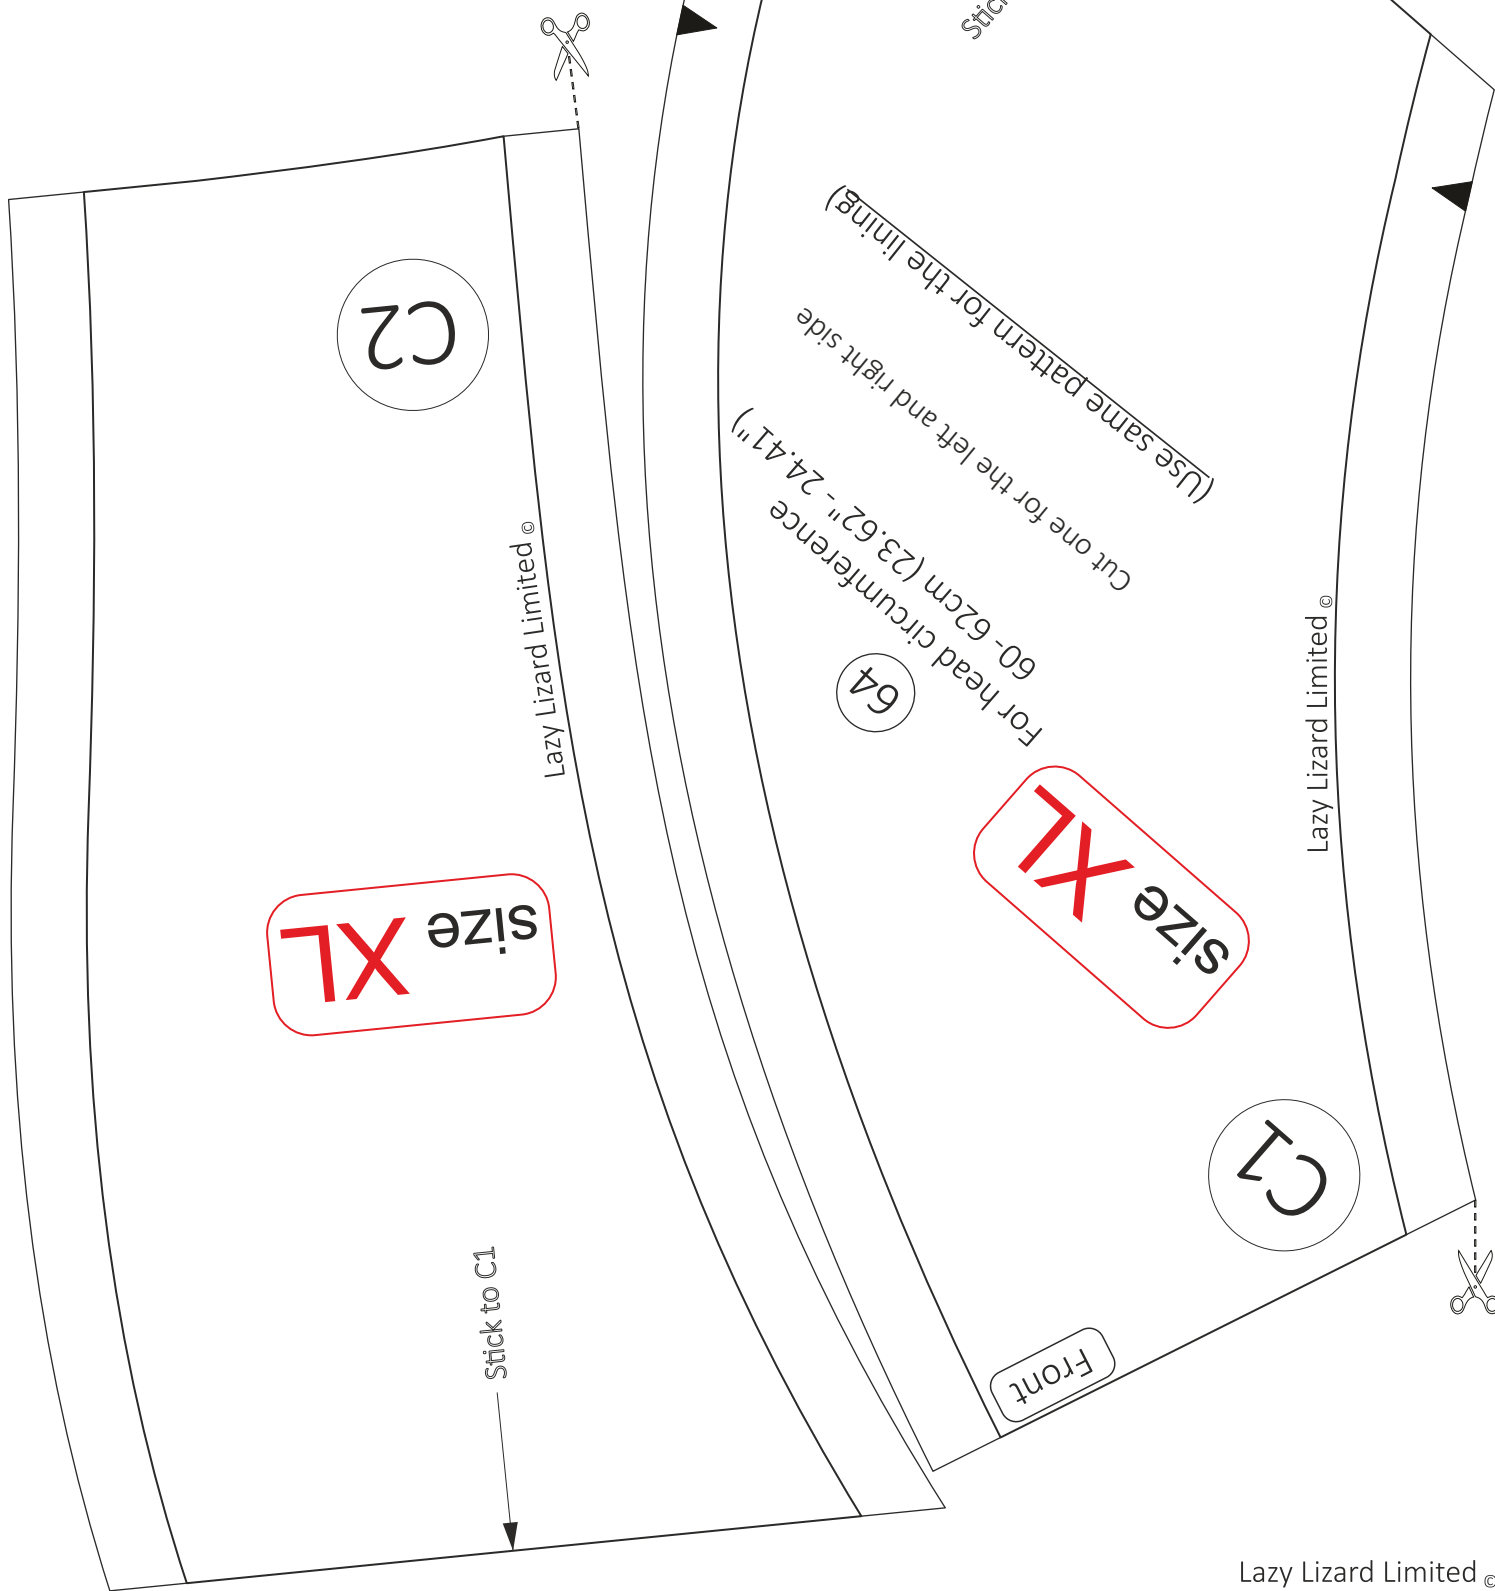 C2
Lazy Lizard Limited ©
size XL
Stick to C1
(Use same pattern for the lining)
Cut one for the left and right side
For head circumference
60- 62cm (23.62"- 24.41")
64
size XL
C1
Front
Lazy Lizard Limited ©
Lazy Lizard Limited ©